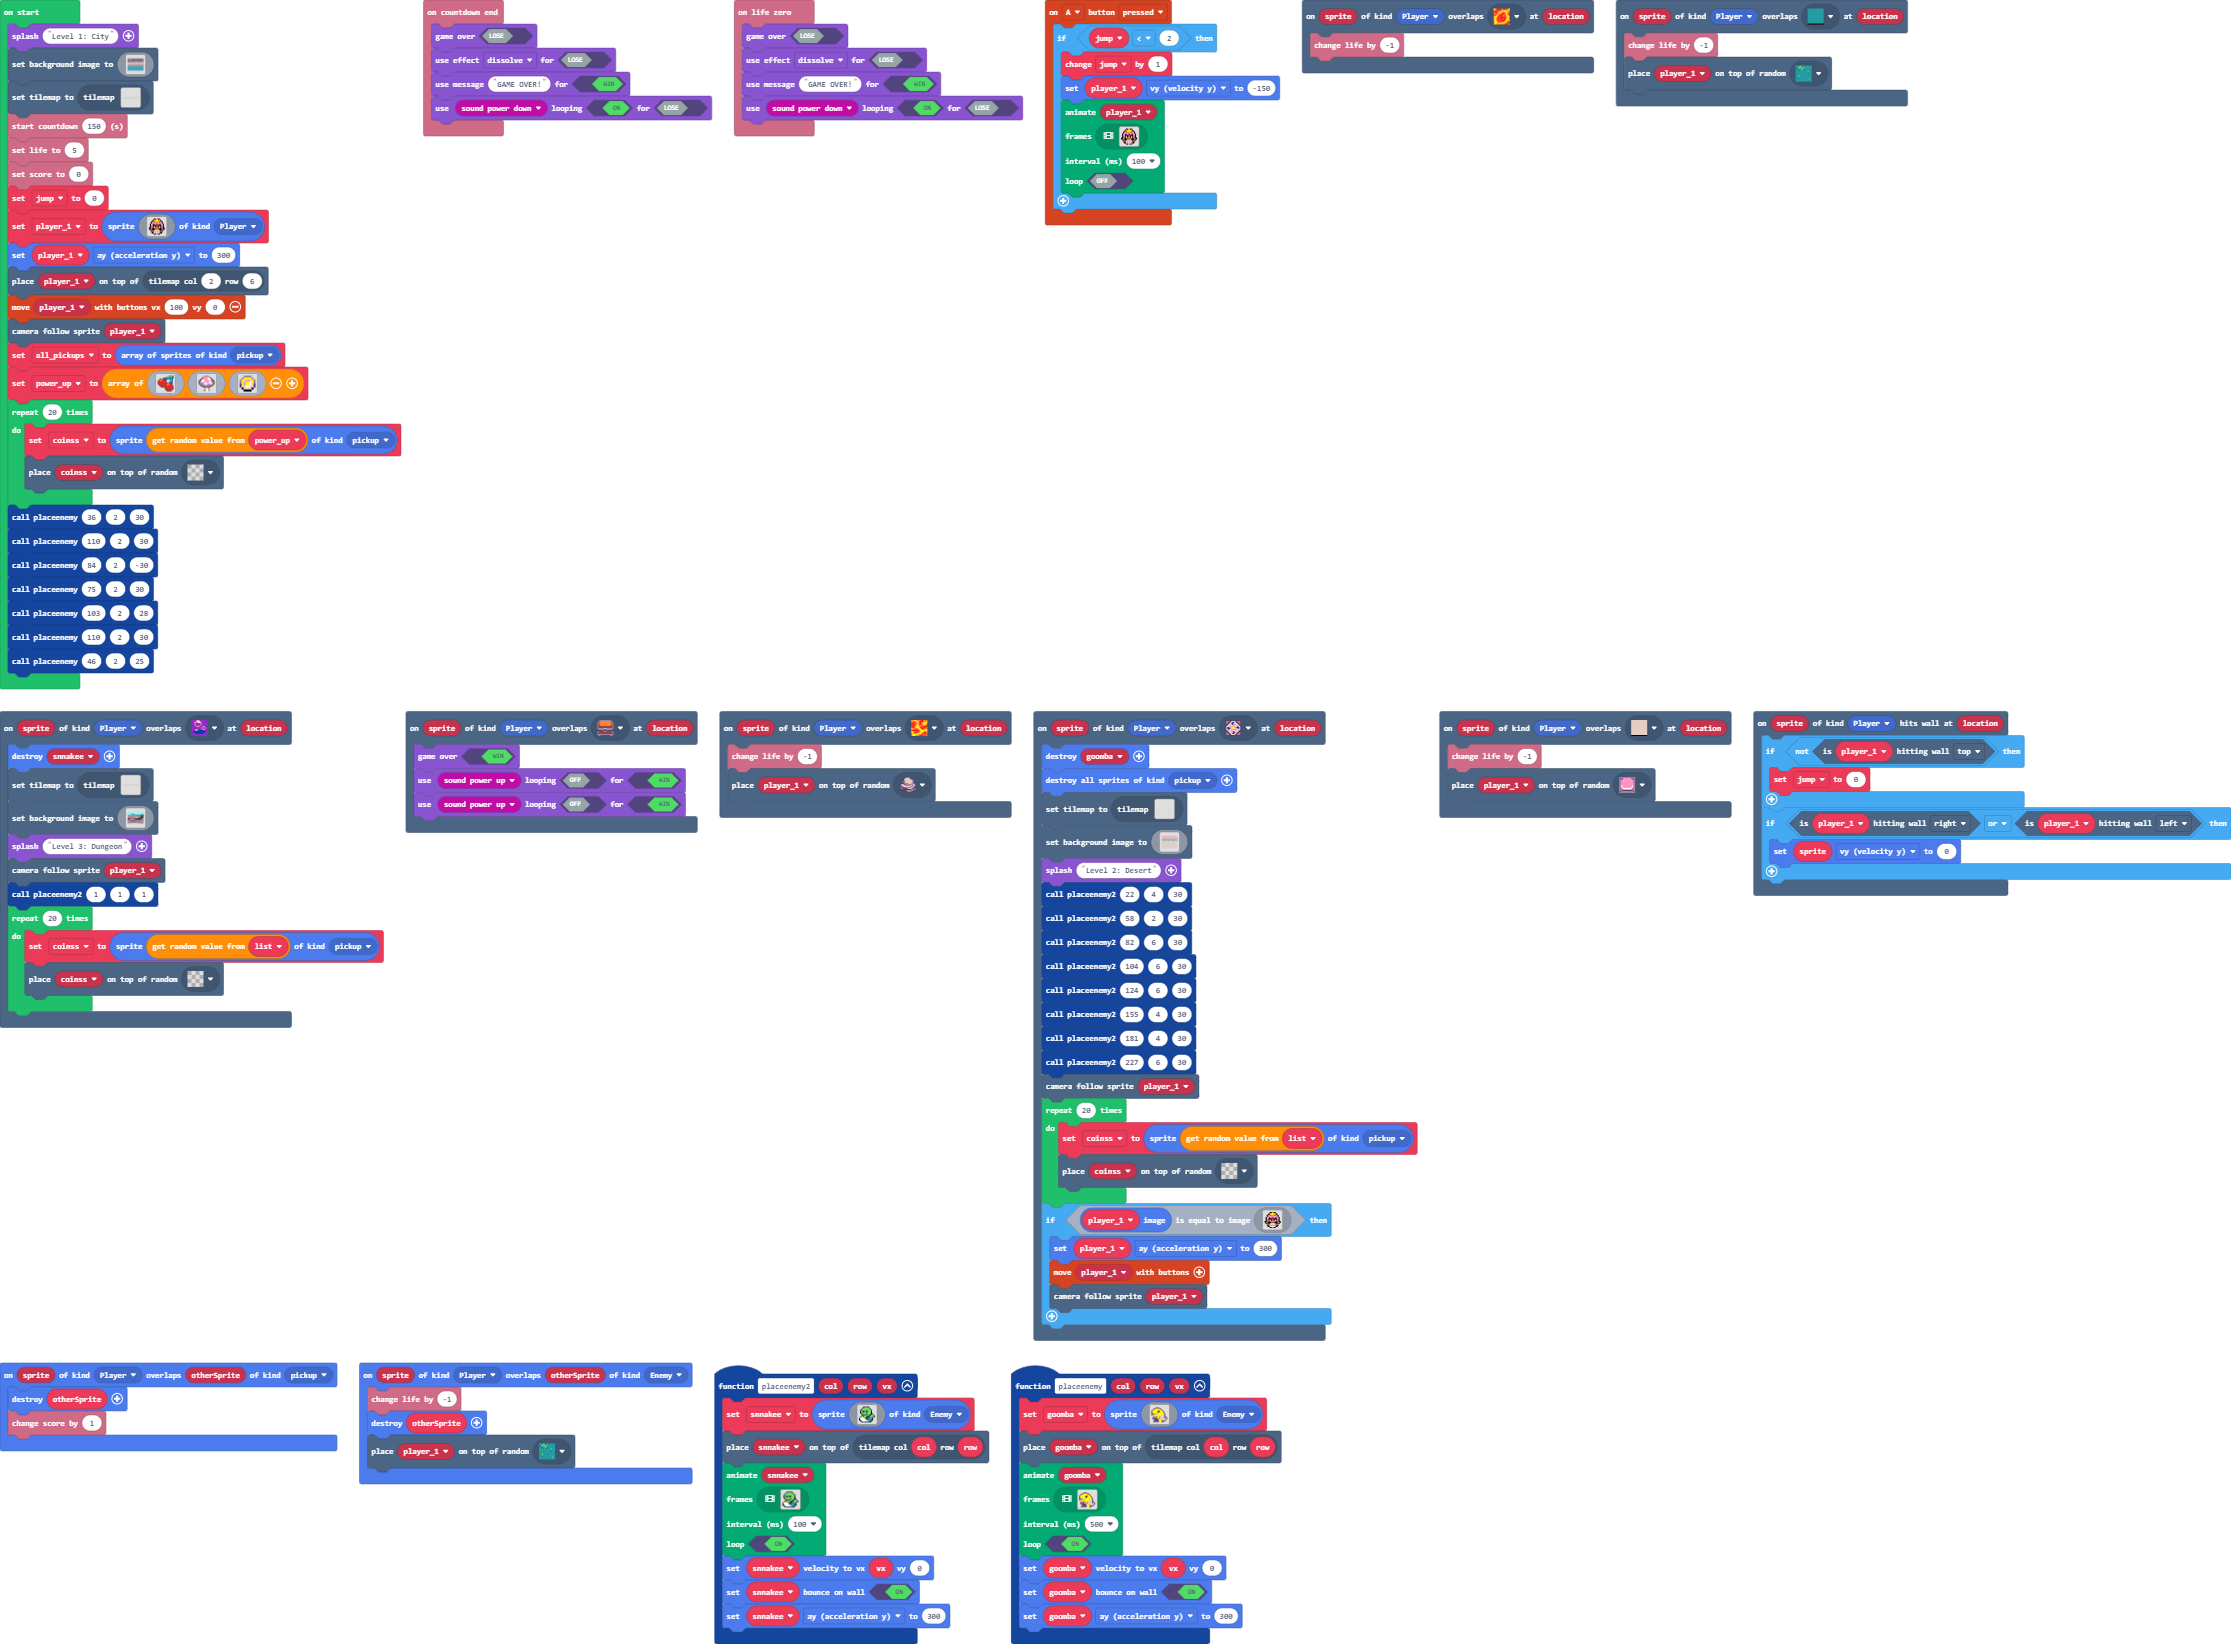 on start
splash "Level 1: City"
set background image to
set tilemap to tilemap
start countdown 150 (s)
set life to 5
set score to 0
set jump to 0
set player_1 to sprite of kind Player
set player_1 ay (acceleration y) to 300
place player_1 on top of tilemap col 2 row 6
move player_1 with buttons vx 100 vy 0
camera follow sprite player_1
set all_pickups to array of sprites of kind pickup
set power_up to array of
repeat 20 times
do
set coinss to sprite get random value from power_up of kind pickup
place coinss on top of random
call placeenemy 36 2 30
call placeenemy 110 2 30
call placeenemy 84 2 -30
call placeenemy 75 2 30
call placeenemy 103 2 28
call placeenemy 110 2 30
call placeenemy 46 2 25
on countdown end
game over LOSE
use effect dissolve for LOSE
use message "GAME OVER!" for WIN
use sound power down looping ON for LOSE
on life zero
game over LOSE
use effect dissolve for LOSE
use message "GAME OVER!" for WIN
use sound power down looping ON for LOSE
on A button pressed
if jump < 2 then
change jump by 1
set player_1 vy (velocity y) to -150
animate player_1
frames
interval (ms) 100
loop OFF
on sprite of kind Player overlaps at location
change life by -1
on sprite of kind Player overlaps at location
change life by -1
place player_1 on top of random
on sprite of kind Player overlaps at location
destroy snnakee
set tilemap to tilemap
set background image to
splash "Level 3: Dungeon"
camera follow sprite player_1
call placeenemy2 1 1 1
repeat 20 times
do
set coinss to sprite get random value from list of kind pickup
place coinss on top of random
on sprite of kind Player overlaps at location
game over WIN
use sound power up looping OFF for WIN
use sound power up looping OFF for WIN
on sprite of kind Player overlaps at location
change life by -1
place player_1 on top of random
on sprite of kind Player overlaps at location
destroy goomba
destroy all sprites of kind pickup
set tilemap to tilemap
set background image to
splash "Level 2: Desert"
call placeenemy2 22 4 30
call placeenemy2 58 2 30
call placeenemy2 82 6 30
call placeenemy2 104 6 30
call placeenemy2 124 6 30
call placeenemy2 155 4 30
call placeenemy2 181 4 30
call placeenemy2 227 6 30
camera follow sprite player_1
repeat 20 times
do
set coinss to sprite get random value from list of kind pickup
place coinss on top of random
if player_1 image is equal to image then
set player_1 ay (acceleration y) to 300
move player_1 with buttons
camera follow sprite player_1
on sprite of kind Player overlaps at location
change life by -1
place player_1 on top of random
on sprite of kind Player hits wall at location
if not is player_1 hitting wall top then
set jump to 0
if is player_1 hitting wall right or is player_1 hitting wall left then
set sprite vy (velocity y) to 0
on sprite of kind Player overlaps otherSprite of kind pickup
destroy otherSprite
change score by 1
on sprite of kind Player overlaps otherSprite of kind Enemy
change life by -1
destroy otherSprite
place player_1 on top of random
function placeenemy2 col row vx
set snnakee to sprite of kind Enemy
place snnakee on top of tilemap col col row row
animate snnakee
frames
interval (ms) 100
loop ON
set snnakee velocity to vx vx vy 0
set snnakee bounce on wall ON
set snnakee ay (acceleration y) to 300
function placeenemy col row vx
set goomba to sprite of kind Enemy
place goomba on top of tilemap col col row row
animate goomba
frames
interval (ms) 500
loop ON
set goomba velocity to vx vx vy 0
set goomba bounce on wall ON
set goomba ay (acceleration y) to 300